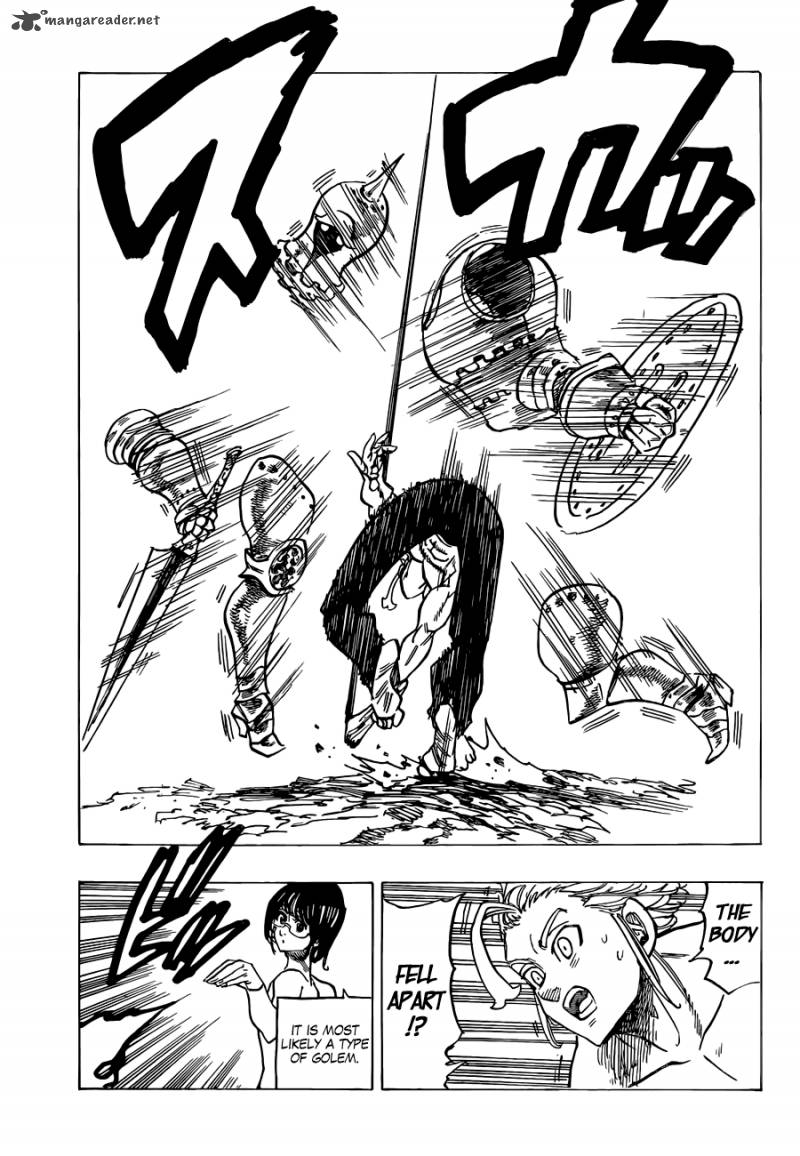 mangareader.net
THE
BODY
...
FELL
APART
!?
IT IS MOST
LIKELY A TYPE
OF GOLEM.